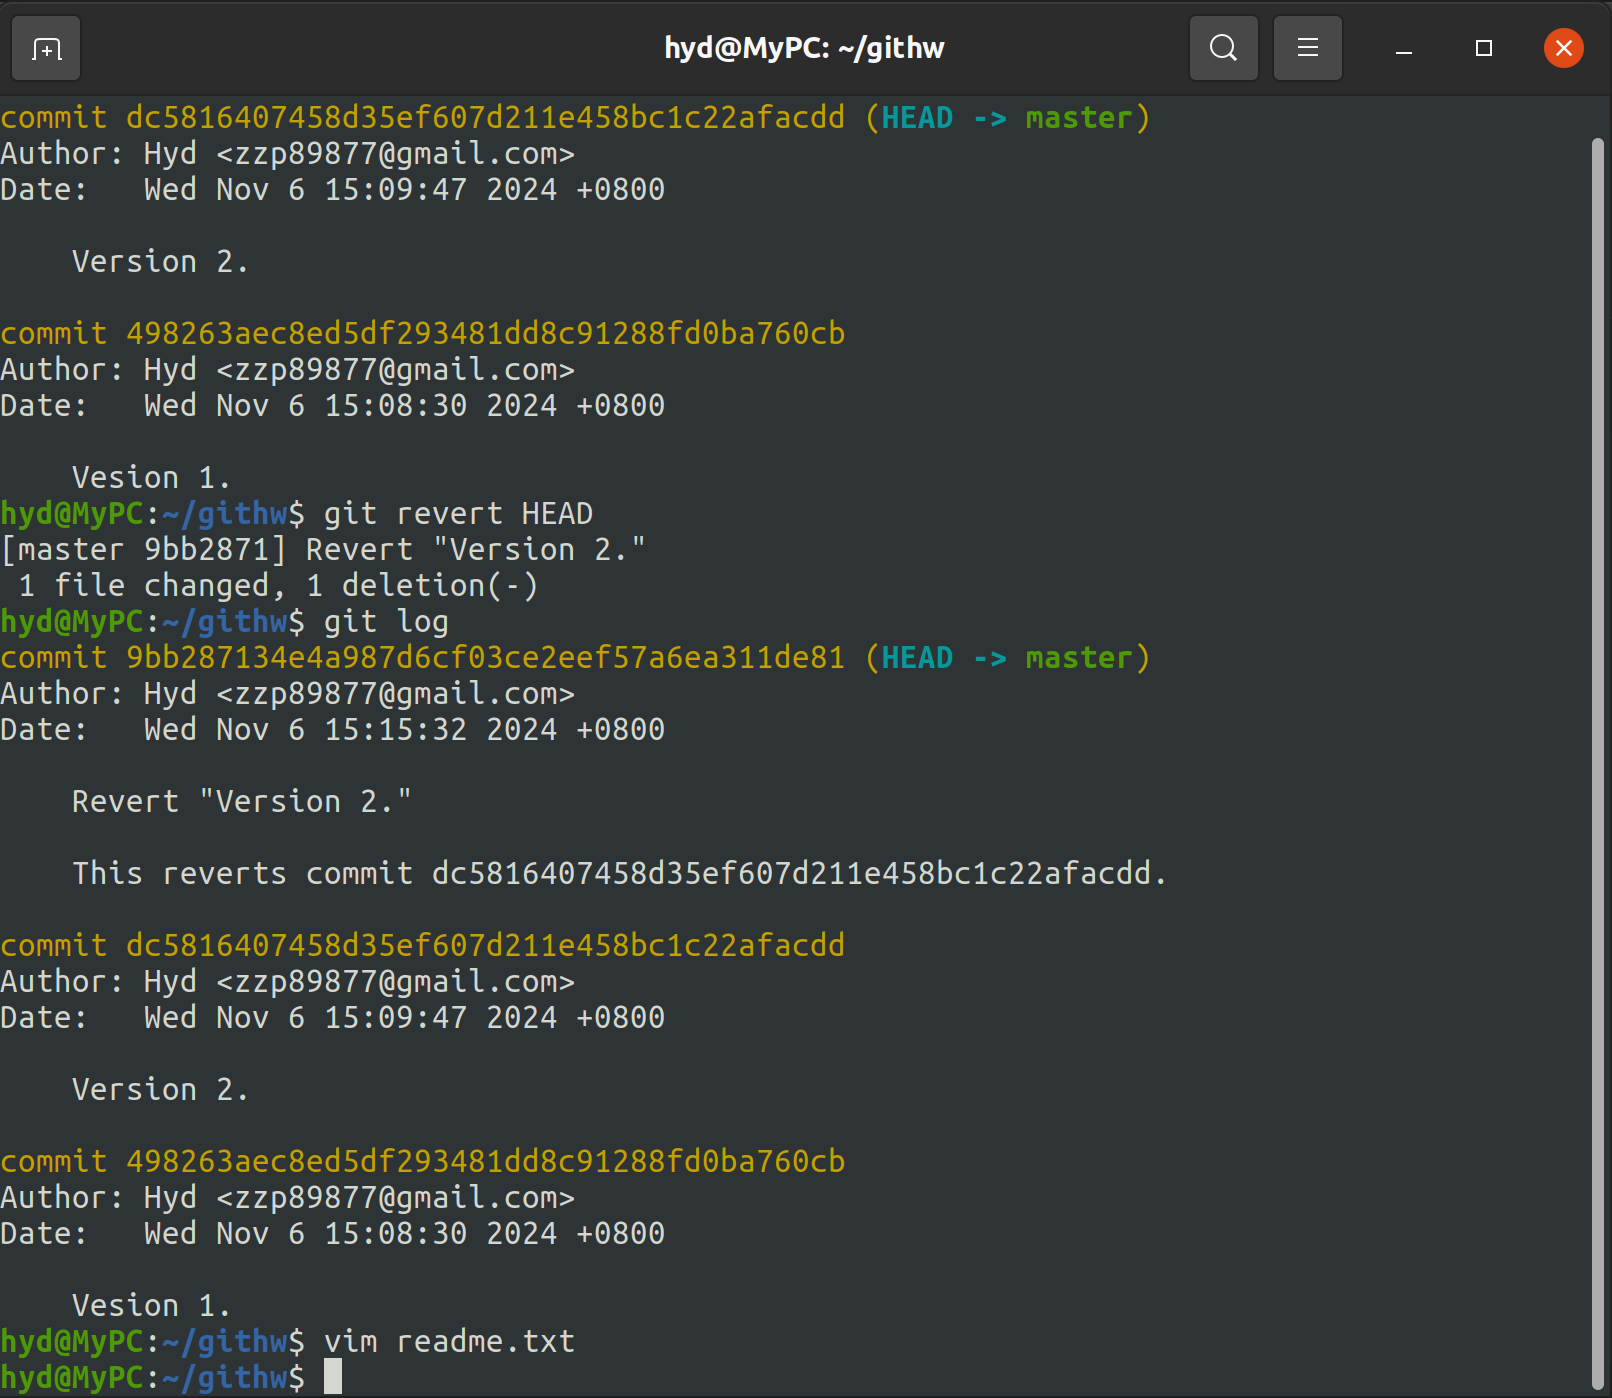 hyd@MyPC: ~/githw
commit dc5816407458d35ef607d211e458bc1c22afacdd (HEAD -> master)
Author: Hyd <zzp89877@gmail.com>
Date:   Wed Nov 6 15:09:47 2024 +0800
    Version 2.
commit 498263aec8ed5df293481dd8c91288fd0ba760cb
Author: Hyd <zzp89877@gmail.com>
Date:   Wed Nov 6 15:08:30 2024 +0800
    Vesion 1.
hyd@MyPC:~/githw$ git revert HEAD
[master 9bb2871] Revert "Version 2."
 1 file changed, 1 deletion(-)
hyd@MyPC:~/githw$ git log
commit 9bb287134e4a987d6cf03ce2eef57a6ea311de81 (HEAD -> master)
Author: Hyd <zzp89877@gmail.com>
Date:   Wed Nov 6 15:15:32 2024 +0800
    Revert "Version 2."
    This reverts commit dc5816407458d35ef607d211e458bc1c22afacdd.
commit dc5816407458d35ef607d211e458bc1c22afacdd
Author: Hyd <zzp89877@gmail.com>
Date:   Wed Nov 6 15:09:47 2024 +0800
    Version 2.
commit 498263aec8ed5df293481dd8c91288fd0ba760cb
Author: Hyd <zzp89877@gmail.com>
Date:   Wed Nov 6 15:08:30 2024 +0800
    Vesion 1.
hyd@MyPC:~/githw$ vim readme.txt
hyd@MyPC:~/githw$